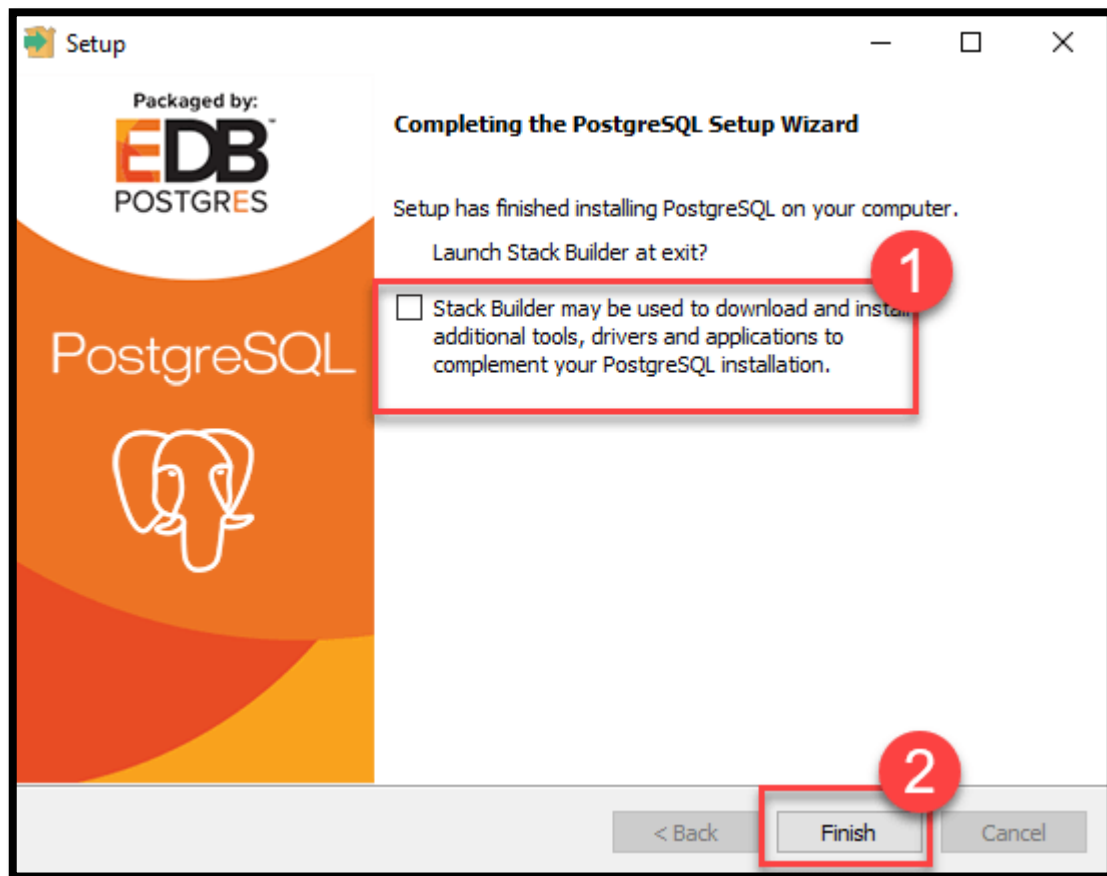 Setup
Packaged by:
EDB™
POSTGRES
PostgreSQL
Completing the PostgreSQL Setup Wizard
Setup has finished installing PostgreSQL on your computer.
Launch Stack Builder at exit?
1
Stack Builder may be used to download and install
additional tools, drivers and applications to
complement your PostgreSQL installation.
2
< Back
Finish
Cancel